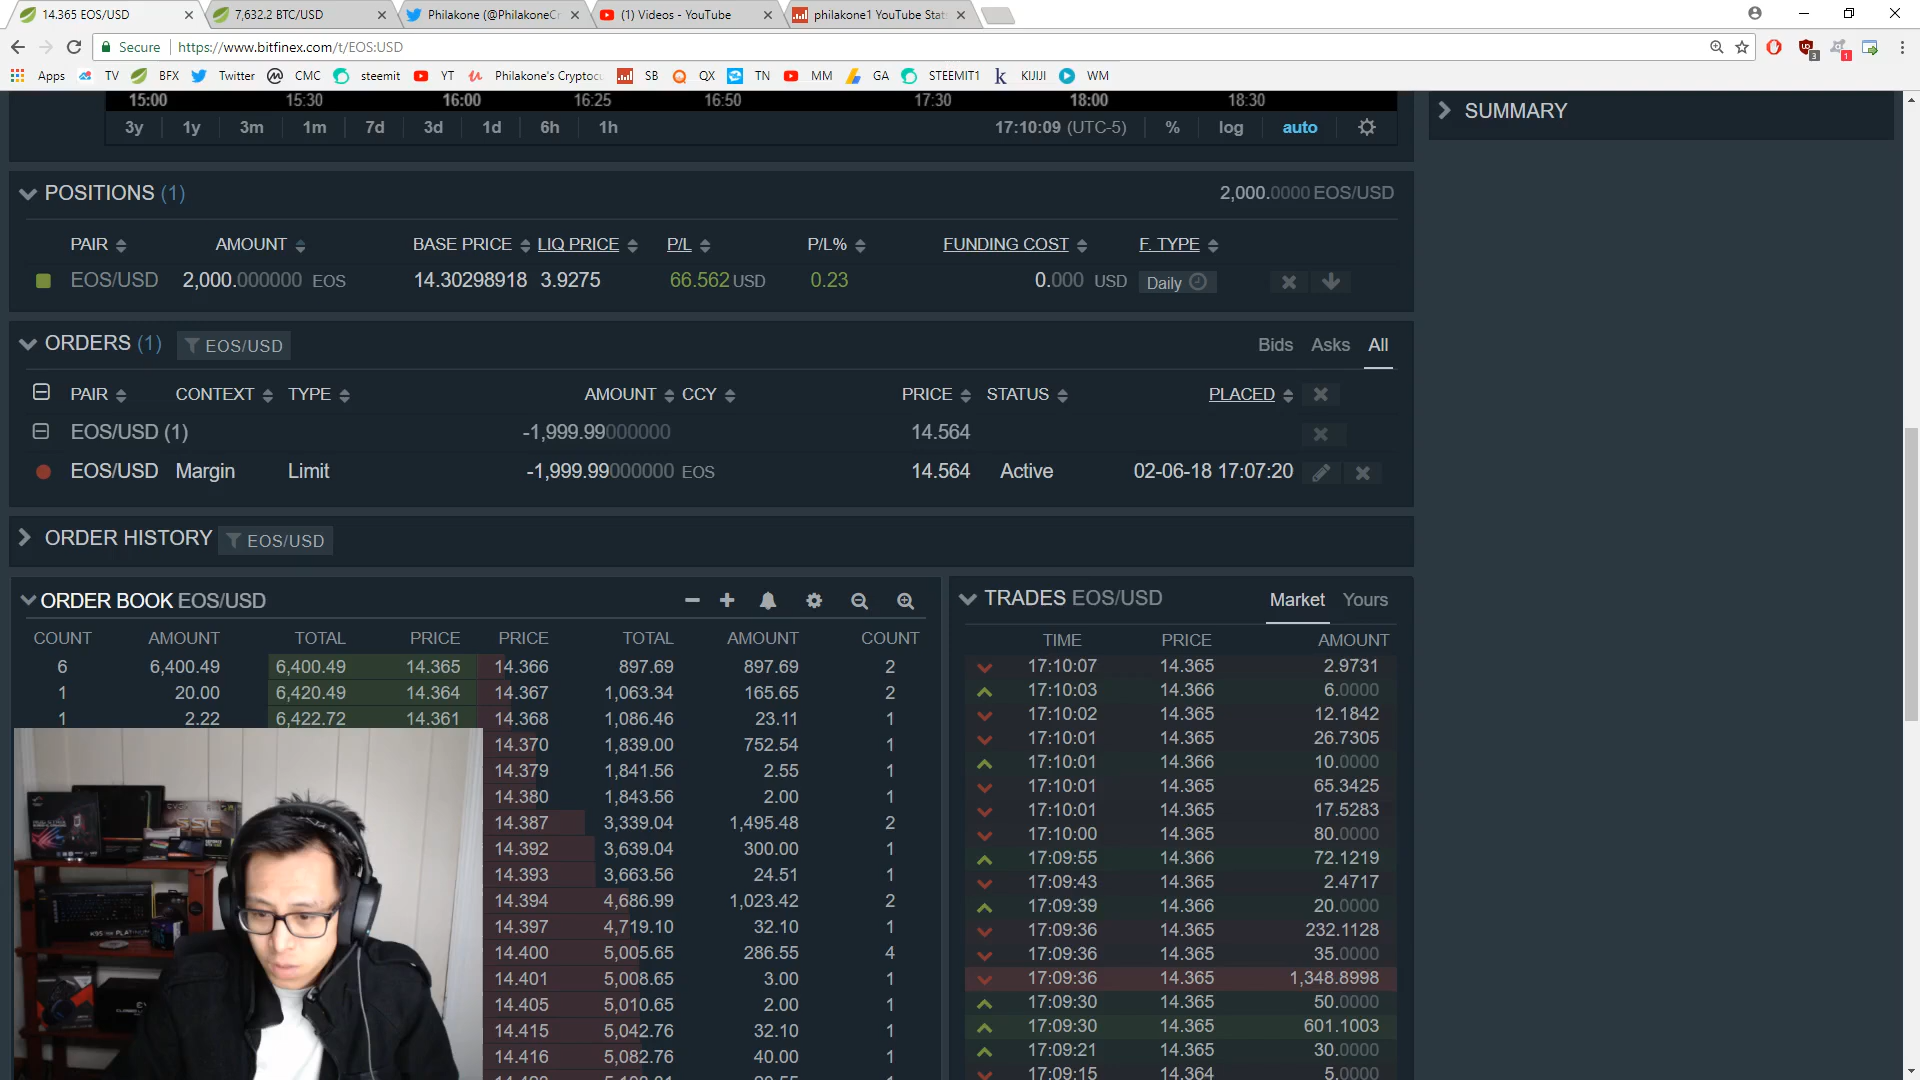 14.365 EOS/USD
7,632.2 BTC/USD
Philakone (@PhilakoneCr
(1) Videos - YouTube
philakone1 YouTube Stat
Secure https://www.bitfinex.com/t/EOS:USD
Apps TV BFX Twitter CMC steemit YT Philakone's Cryptocu SB QX TN MM GA STEEMIT1 KIJIJI WM
15:00 15:30 16:00 16:25 16:50 17:30 18:00 18:30
3y 1y 3m 1m 7d 3d 1d 6h 1h 17:10:09 (UTC-5) % log auto
SUMMARY
POSITIONS (1) 2,000.0000 EOS/USD
PAIR AMOUNT BASE PRICE LIQ PRICE P/L P/L% FUNDING COST F. TYPE
EOS/USD 2,000.000000 EOS 14.30298918 3.9275 66.562 USD 0.23 0.000 USD Daily
ORDERS (1) EOS/USD Bids Asks All
PAIR CONTEXT TYPE AMOUNT CCY PRICE STATUS PLACED
EOS/USD (1) -1,999.99000000 14.564
EOS/USD Margin Limit -1,999.99000000 EOS 14.564 Active 02-06-18 17:07:20
ORDER HISTORY EOS/USD
ORDER BOOK EOS/USD
COUNT AMOUNT TOTAL PRICE PRICE TOTAL AMOUNT COUNT
6 6,400.49 6,400.49 14.365 14.366 897.69 897.69 2
1 20.00 6,420.49 14.364 14.367 1,063.34 165.65 2
1 2.22 6,422.72 14.361 14.368 1,086.46 23.11 1
14.370 1,839.00 752.54 1
14.379 1,841.56 2.55 1
14.380 1,843.56 2.00 1
14.387 3,339.04 1,495.48 2
14.392 3,639.04 300.00 1
14.393 3,663.56 24.51 1
14.394 4,686.99 1,023.42 2
14.397 4,719.10 32.10 1
14.400 5,005.65 286.55 4
14.401 5,008.65 3.00 1
14.405 5,010.65 2.00 1
14.415 5,042.76 32.10 1
14.416 5,082.76 40.00 1
TRADES EOS/USD Market Yours
TIME PRICE AMOUNT
17:10:07 14.365 2.9731
17:10:03 14.366 6.0000
17:10:02 14.365 12.1842
17:10:01 14.365 26.7305
17:10:01 14.366 10.0000
17:10:01 14.365 65.3425
17:10:01 14.365 17.5283
17:10:00 14.365 80.0000
17:09:55 14.366 72.1219
17:09:43 14.365 2.4717
17:09:39 14.366 20.0000
17:09:36 14.365 232.1128
17:09:36 14.365 35.0000
17:09:36 14.365 1,348.8998
17:09:30 14.365 50.0000
17:09:30 14.365 601.1003
17:09:21 14.365 30.0000
17:09:15 14.364 5.0000